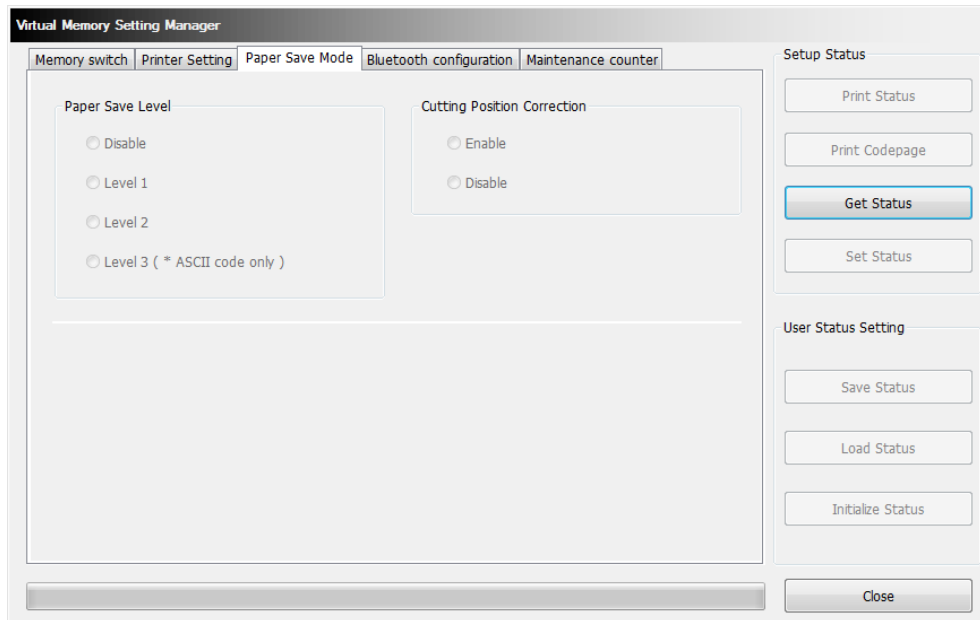 Virtual Memory Setting Manager
Memory switch
Printer Setting
Paper Save Mode
Bluetooth configuration
Maintenance counter
Paper Save Level
Disable
Level 1
Level 2
Level 3 ( * ASCII code only )
Cutting Position Correction
Enable
Disable
Setup Status
Print Status
Print Codepage
Get Status
Set Status
User Status Setting
Save Status
Load Status
Initialize Status
Close